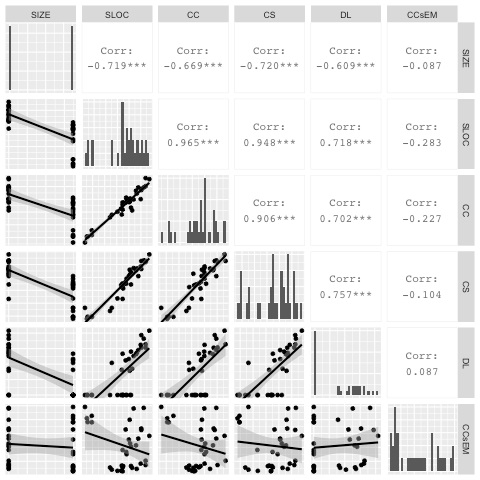 SIZE SLOC CC CS DL CCsEM
Corr: Corr: Corr: Corr: Corr: SIZE
-0.719*** -0.669*** -0.720*** -0.609*** -0.087
Corr: Corr: Corr: Corr: SLOC
0.965*** 0.948*** 0.718*** -0.283
Corr: Corr: Corr: CC
0.906*** 0.702*** -0.227
Corr: Corr: CS
0.757*** -0.104
Corr: DL
0.087
CCsEM